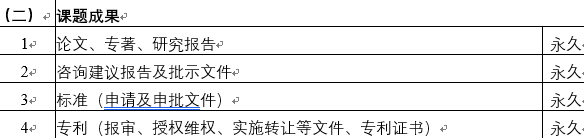 （二） 课题成果
1 论文、专著、研究报告 永久
2 咨询建议报告及批示文件 永久
3 标准（申请及申批文件） 永久
4 专利（报审、授权维权、实施转让等文件、专利证书） 永久